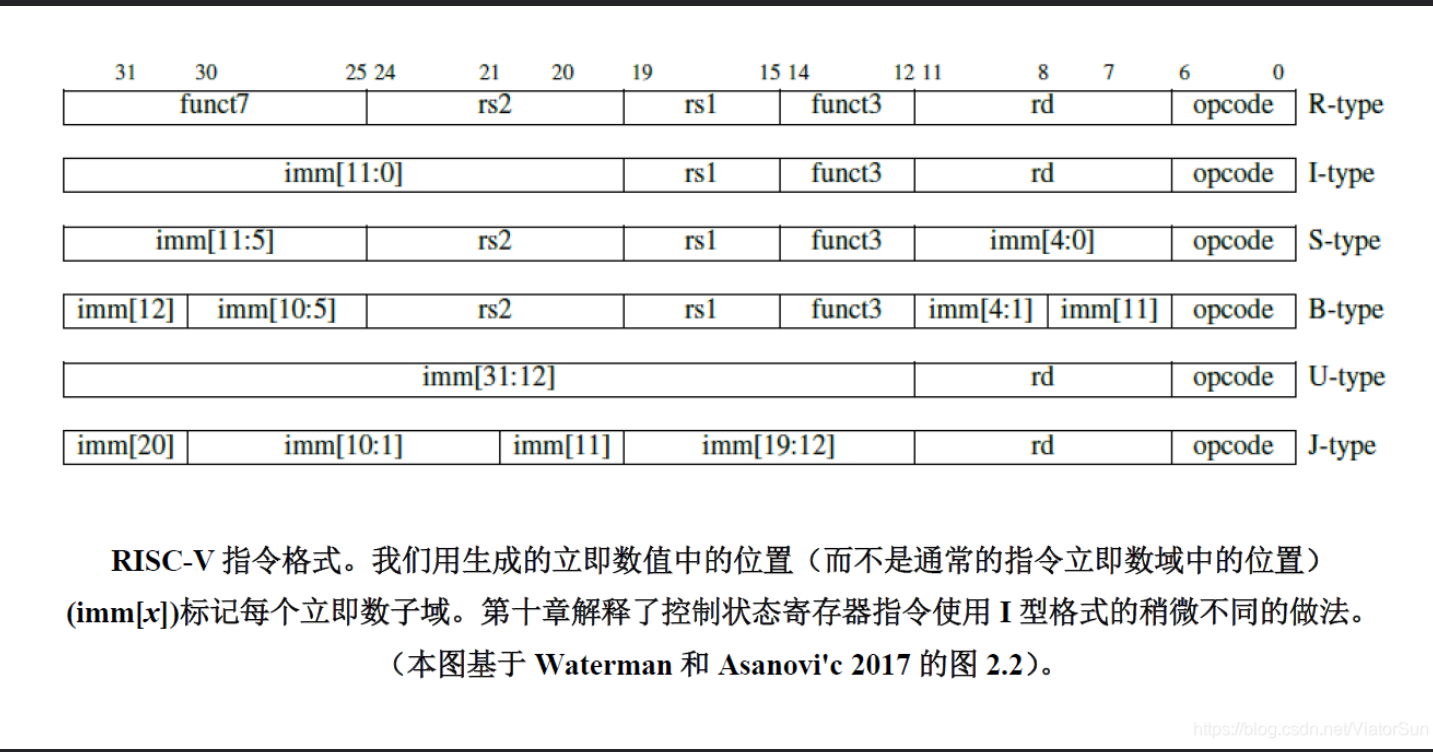 31 30 25 24 21 20 19 15 14 12 11 8 7 6 0
funct7 rs2 rs1 funct3 rd opcode R-type
imm[11:0] rs1 funct3 rd opcode I-type
imm[11:5] rs2 rs1 funct3 imm[4:0] opcode S-type
imm[12] imm[10:5] rs2 rs1 funct3 imm[4:1] imm[11] opcode B-type
imm[31:12] rd opcode U-type
imm[20] imm[10:1] imm[11] imm[19:12] rd opcode J-type
RISC-V 指令格式。我们用生成的立即数值中的位置（而不是通常的指令立即数域中的位置）
(imm[x])标记每个立即数子域。第十章解释了控制状态寄存器指令使用 I 型格式的稍微不同的做法。
（本图基于 Waterman 和 Asanovi'c 2017 的图 2.2）。
https://blog.csdn.net/ViatorSun